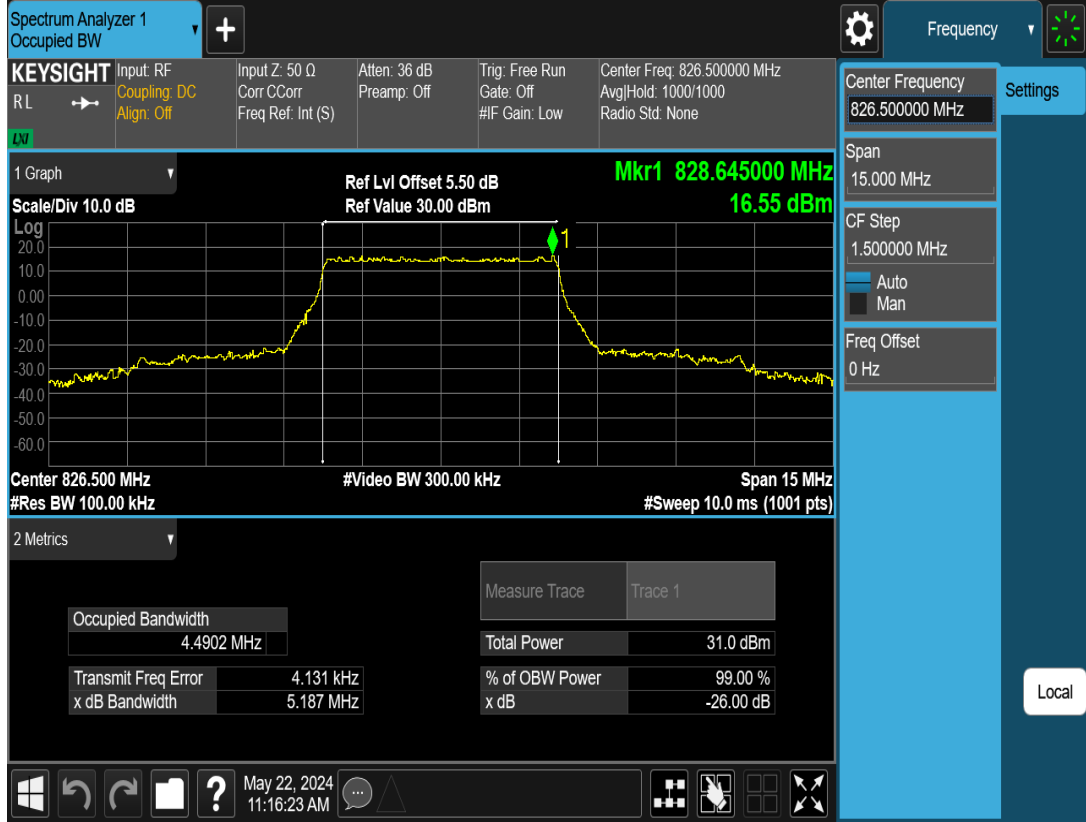 Spectrum Analyzer 1
Occupied BW
+
Frequency
KEYSIGHT
RL
LXI
Input: RF
Coupling: DC
Align: Off
Input Z: 50 Ω
Corr CCorr
Freq Ref: Int (S)
Atten: 36 dB
Preamp: Off
Trig: Free Run
Gate: Off
#IF Gain: Low
Center Freq: 826.500000 MHz
Avg|Hold: 1000/1000
Radio Std: None
Center Frequency
826.500000 MHz
Settings
Span
15.000 MHz
CF Step
1.500000 MHz
Auto
Man
Freq Offset
0 Hz
Local
1 Graph
Scale/Div 10.0 dB
Ref Lvl Offset 5.50 dB
Ref Value 30.00 dBm
Mkr1 828.645000 MHz
16.55 dBm
Log
1
20.0
10.0
0.00
-10.0
-20.0
-30.0
-40.0
-50.0
-60.0
Center 826.500 MHz
#Video BW 300.00 kHz
Span 15 MHz
#Res BW 100.00 kHz
#Sweep 10.0 ms (1001 pts)
2 Metrics
Measure Trace
Trace 1
Occupied Bandwidth
4.4902 MHz
Total Power
31.0 dBm
Transmit Freq Error
4.131 kHz
% of OBW Power
99.00 %
x dB Bandwidth
5.187 MHz
x dB
-26.00 dB
?
May 22, 2024
11:16:23 AM